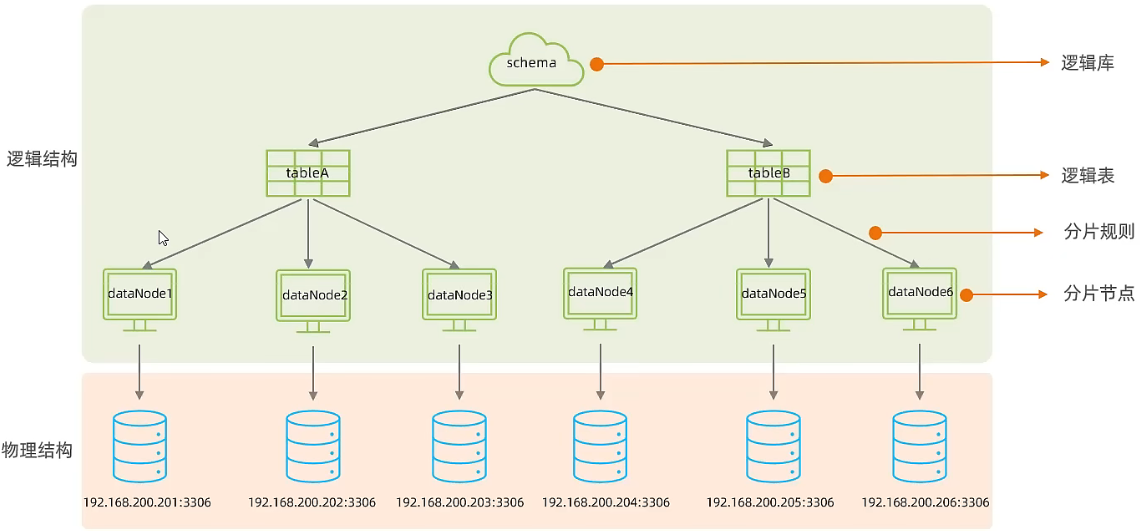 schema
逻辑库
逻辑结构
tableA
tableB
逻辑表
分片规则
dataNode1
dataNode2
dataNode3
dataNode4
dataNode5
dataNode6
分片节点
物理结构
192.168.200.201:3306
192.168.200.202:3306
192.168.200.203:3306
192.168.200.204:3306
192.168.200.205:3306
192.168.200.206:3306